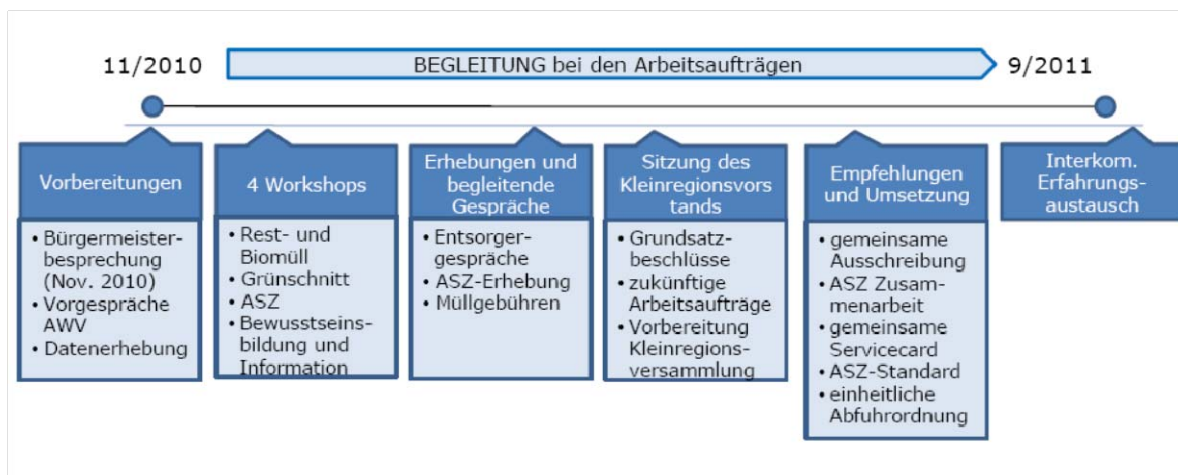 11/2010
BEGLEITUNG bei den Arbeitsaufträgen
9/2011
Vorbereitungen
• Bürgermeister-
besprechung
(Nov. 2010)
• Vorgespräche
AWV
• Datenerhebung
4 Workshops
• Rest- und
Biomüll
• Grünschnitt
• ASZ
• Bewusstseins-
bildung und
Information
Erhebungen und
begleitende
Gespräche
• Entsorger-
gespräche
• ASZ-Erhebung
• Müllgebühren
Sitzung des
Kleinregionsvors
tands
• Grundsatz-
beschlüsse
• zukünftige
Arbeitsaufträge
• Vorbereitung
Kleinregions-
versammlung
Empfehlungen
und Umsetzung
• gemeinsame
Ausschreibung
• ASZ Zusam-
menarbeit
• gemeinsame
Servicecard
• ASZ-Standard
• einheitliche
Abfuhrordnung
Interkom.
Erfahrungs-
austausch